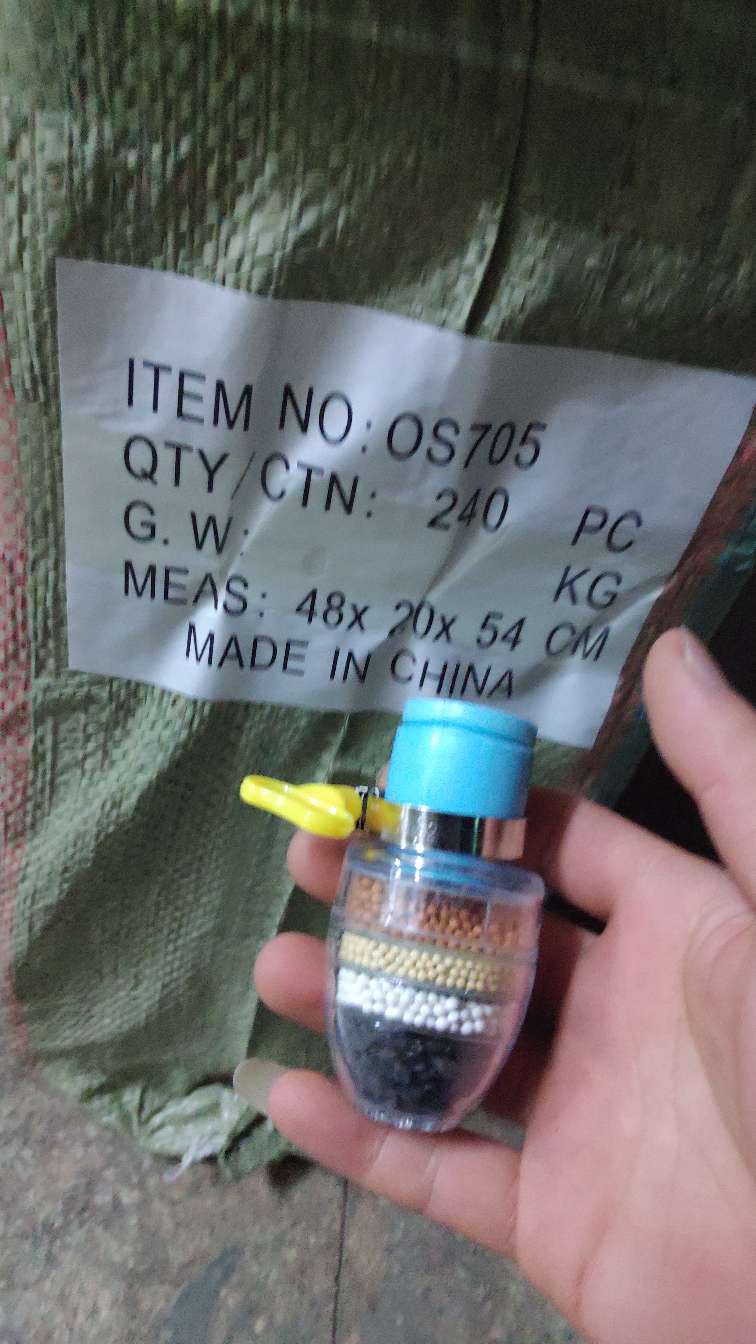 ITEM NO: OS705
QTY/CTN: 240 PC
G. W: KG
MEAS: 48x 20x 54 CM
MADE IN CHINA